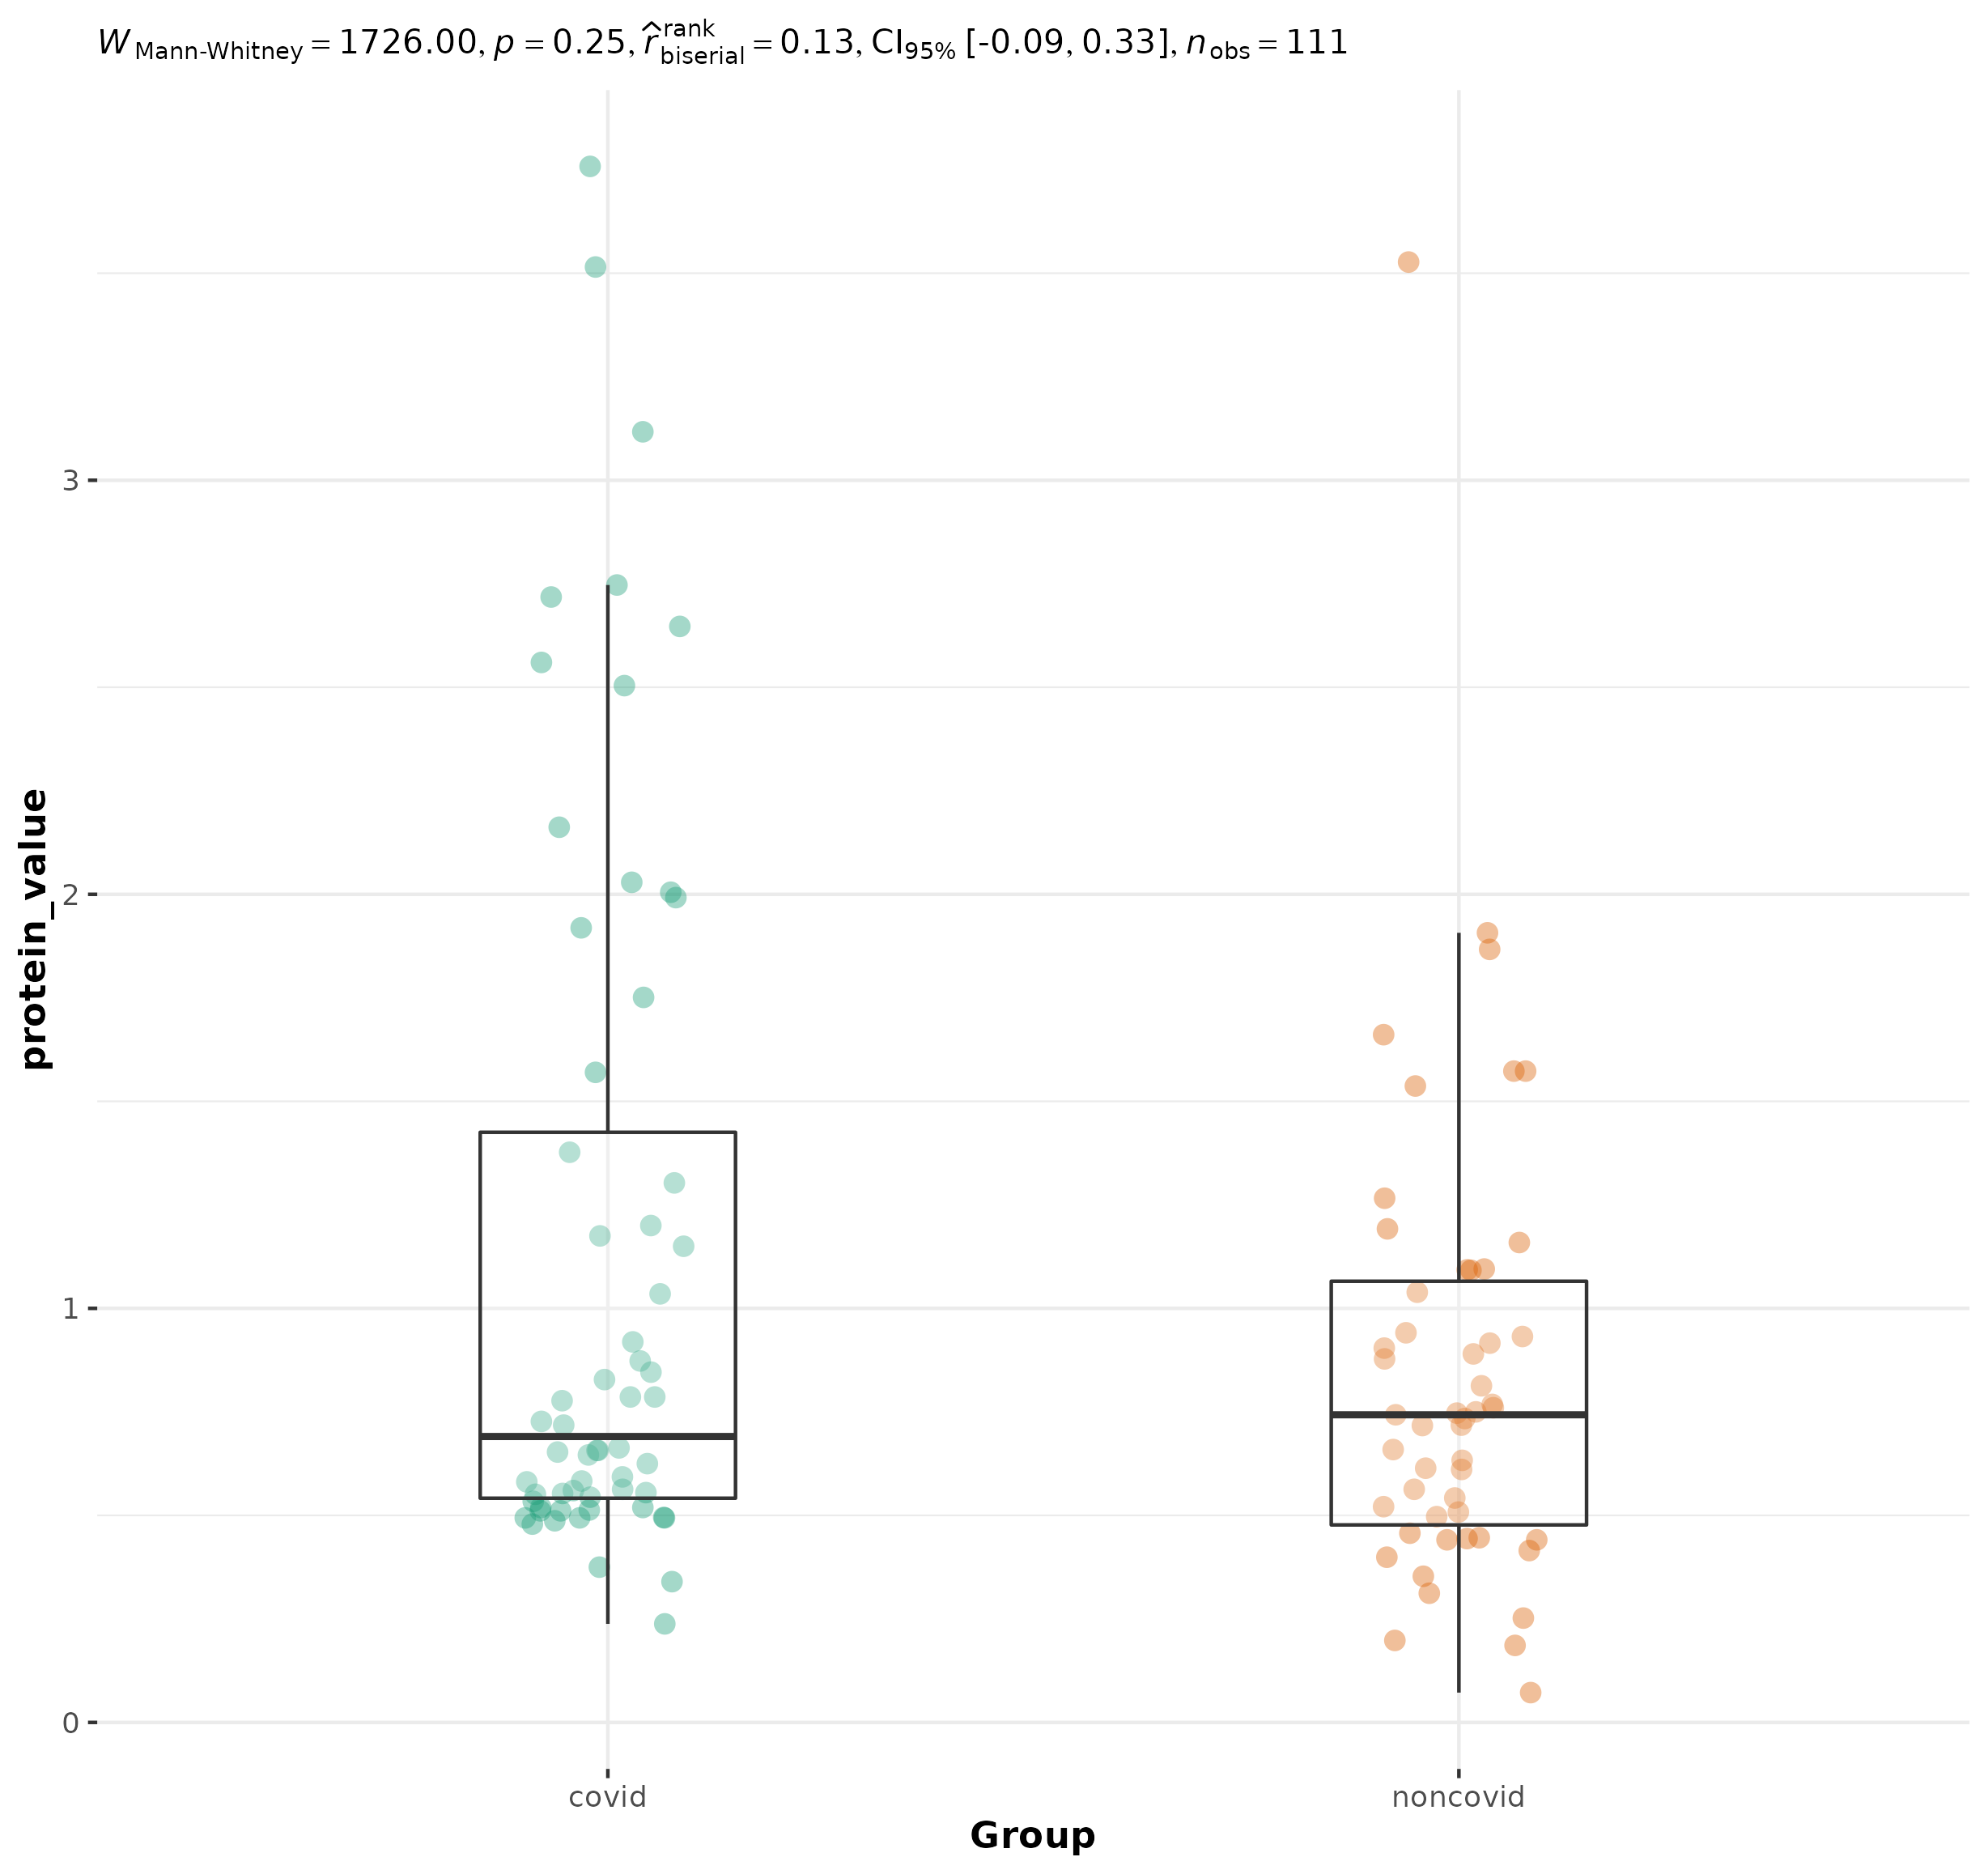 W Mann-Whitney = 1726.00, p = 0.25, r̂ rank biserial = 0.13, CI95% [-0.09, 0.33], nobs = 111
protein_value
3
2
1
0
covid noncovid
Group